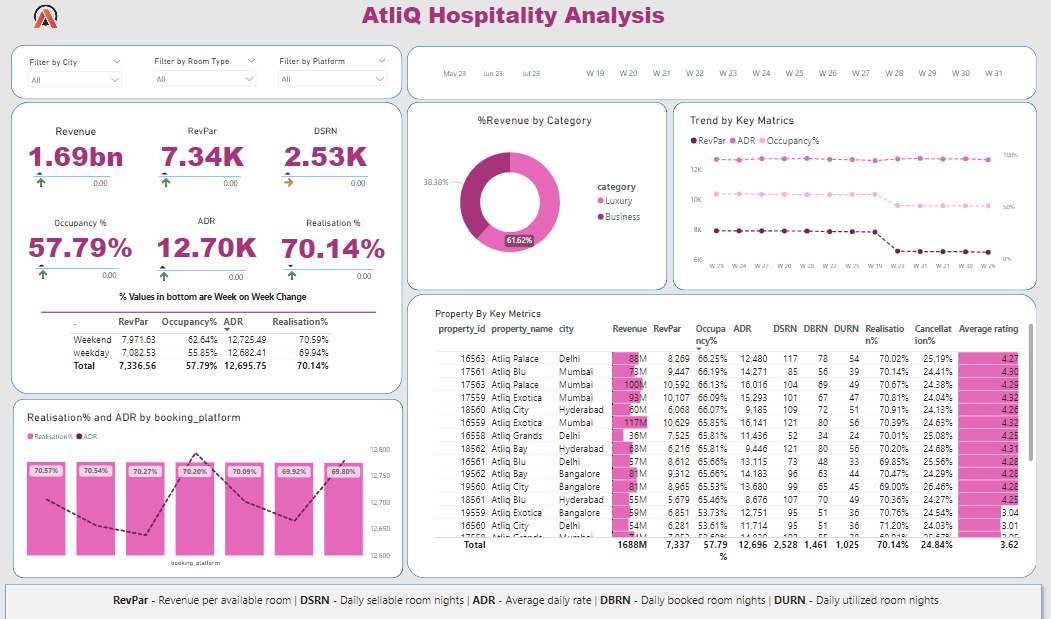 AtliQ Hospitality Analysis
Filter by City
All
Filter by Room Type
All
Filter by Platform
All
May 23 Jun 23 Jul 23 W 19 W 20 W 21 W 22 W 23 W 24 W 25 W 26 W 27 W 28 W 29 W 30 W 31
Revenue
1.69bn
0.00
RevPar
7.34K
0.00
DSRN
2.53K
0.00
Occupancy %
57.79%
0.00
ADR
12.70K
0.00
Realisation %
70.14%
0.00
% Values in bottom are Week on Week Change
. RevPar Occupancy% ADR Realisation%
Weekend 7,971.63 62.64% 12,725.49 70.59%
weekday 7,082.53 55.85% 12,682.41 69.94%
Total 7,336.56 57.79% 12,695.75 70.14%
%Revenue by Category
38.38%
61.62%
category
Luxury
Business
Trend by Key Matrics
RevPar ADR Occupancy%
12K
10K
8K
6K
100%
50%
0%
W 29 W 24 W 27 W 20 W 28 W 22 W 25 W 19 W 23 W 31 W 21 W 30 W 26
Realisation% and ADR by booking_platform
Realisation% ADR
70.57% 70.54% 70.27% 70.20% 70.09% 69.92% 69.80%
12,800
12,750
12,700
12,650
12,600
booking_platform
Property By Key Metrics
property_id property_name city Revenue RevPar Occupa ADR DSRN DBRN DURN Realisatio Cancellat Average rating
ncy% n% ion%
16563 Atliq Palace Delhi 88M 8,269 66.25% 12,480 117 78 54 70.02% 25.19% 4.27
17561 Atliq Blu Mumbai 73M 9,447 66.19% 14,271 85 56 39 70.14% 24.41% 4.30
17563 Atliq Palace Mumbai 100M 10,592 66.13% 16,016 104 69 49 70.67% 24.38% 4.29
17559 Atliq Exotica Mumbai 93M 10,107 66.09% 15,293 101 67 47 70.81% 24.04% 4.32
18560 Atliq City Hyderabad 60M 6,068 66.07% 9,185 109 72 51 70.91% 24.13% 4.26
16559 Atliq Exotica Mumbai 117M 10,629 65.85% 16,141 121 80 56 70.39% 24.63% 4.32
16558 Atliq Grands Delhi 36M 7,525 65.81% 11,436 52 34 24 70.01% 25.08% 4.25
18562 Atliq Bay Hyderabad 68M 6,216 65.81% 9,446 121 80 56 70.20% 24.68% 4.31
16561 Atliq Blu Delhi 57M 8,612 65.66% 13,115 73 48 33 69.85% 25.56% 4.28
19562 Atliq Bay Bangalore 81M 9,312 65.66% 14,183 96 63 44 70.47% 24.29% 4.28
19560 Atliq City Bangalore 81M 8,965 65.53% 13,680 99 65 45 69.00% 26.46% 4.28
18561 Atliq Blu Hyderabad 55M 5,679 65.46% 8,676 107 70 49 70.36% 24.27% 4.25
19559 Atliq Exotica Bangalore 59M 6,851 53.73% 12,751 95 51 36 70.76% 24.54% 3.04
16560 Atliq City Delhi 54M 6,281 53.61% 11,714 95 51 36 71.20% 24.03% 3.01
Total 1688M 7,337 57.79 12,696 2,528 1,461 1,025 70.14% 24.84% 3.62
%
RevPar - Revenue per available room | DSRN - Daily sellable room nights | ADR - Average daily rate | DBRN - Daily booked room nights | DURN - Daily utilized room nights